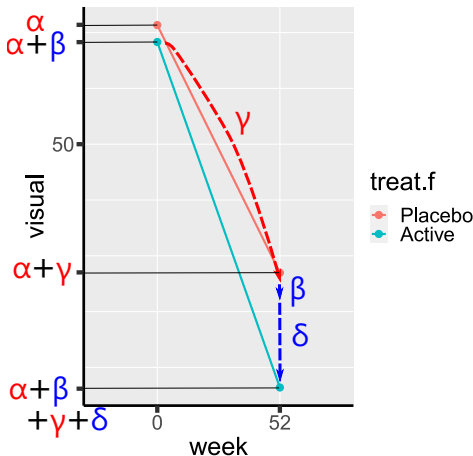 α
α+β
γ
50
visual
treat.f
Placebo
Active
α+γ
β
δ
α+β
+γ+δ
0 52
week